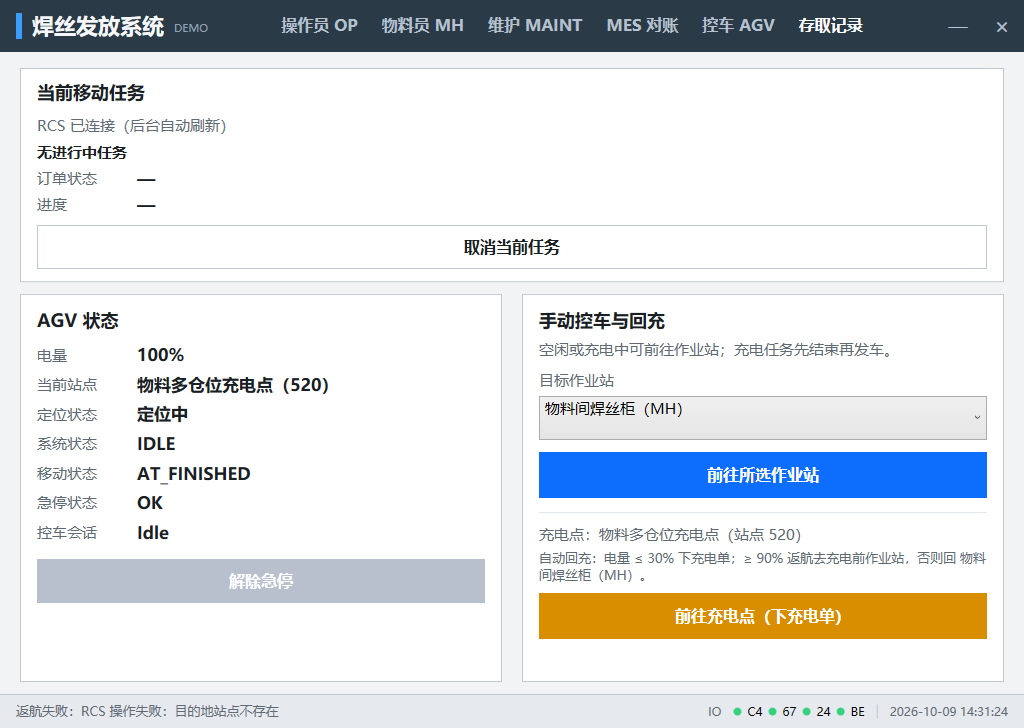 焊丝发放系统 DEMO 操作员 OP 物料员 MH 维护 MAINT MES 对账 控车 AGV 存取记录
当前移动任务
RCS 已连接（后台自动刷新）
无进行中任务
订单状态 —
进度 —
取消当前任务
AGV 状态
电量 100%
当前站点 物料多仓位充电点（520）
定位状态 定位中
系统状态 IDLE
移动状态 AT_FINISHED
急停状态 OK
控车会话 Idle
解除急停
手动控车与回充
空闲或充电中可前往作业站；充电任务先结束再发车。
目标作业站
物料间焊丝柜（MH）
前往所选作业站
充电点：物料多仓位充电点（站点 520）
自动回充：电量 ≤ 30% 下充电单；≥ 90% 返航去充电前作业站，否则回 物料
间焊丝柜（MH）。
前往充电点（下充电单）
返航失败：RCS 操作失败：目的地站点不存在 IO C4 67 24 BE 2026-10-09 14:31:24